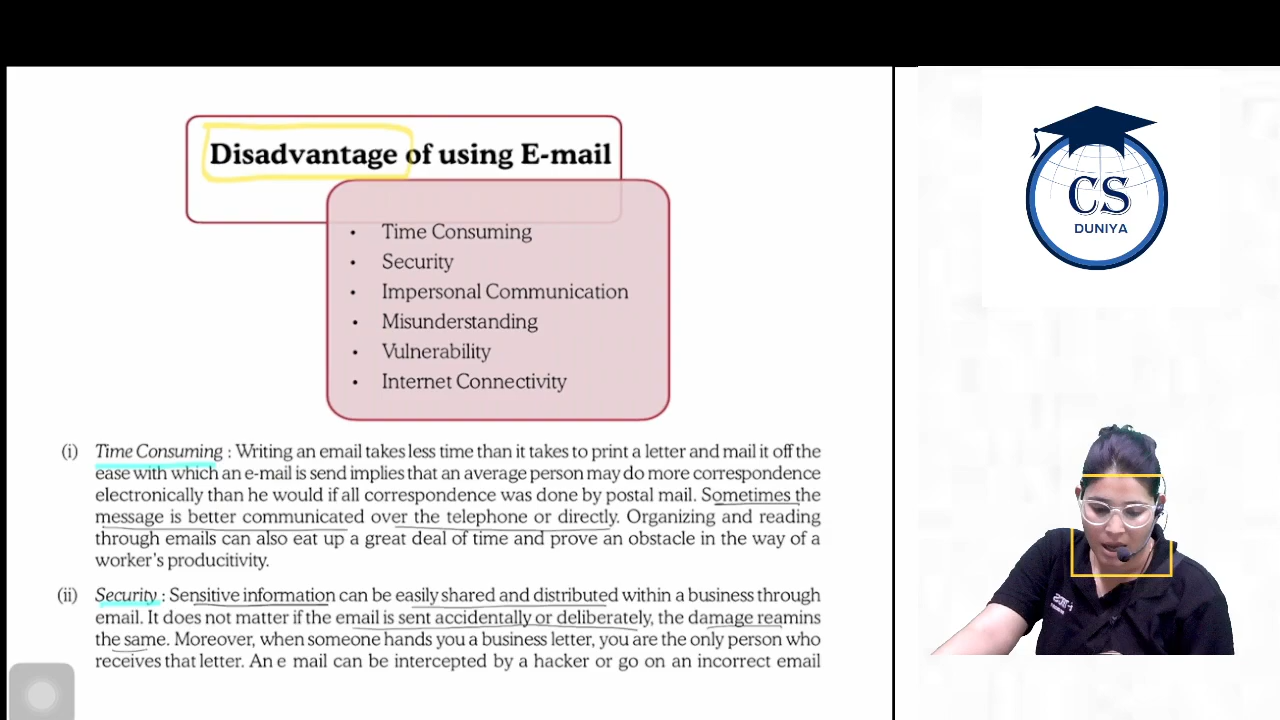 Disadvantage of using E-mail
• Time Consuming
• Security
• Impersonal Communication
• Misunderstanding
• Vulnerability
• Internet Connectivity
(i) Time Consuming : Writing an email takes less time than it takes to print a letter and mail it off the
ease with which an e-mail is send implies that an average person may do more correspondence
electronically than he would if all correspondence was done by postal mail. Sometimes the
message is better communicated over the telephone or directly. Organizing and reading
through emails can also eat up a great deal of time and prove an obstacle in the way of a
worker's producitivity.
(ii) Security : Sensitive information can be easily shared and distributed within a business through
email. It does not matter if the email is sent accidentally or deliberately, the damage reamins
the same. Moreover, when someone hands you a business letter, you are the only person who
receives that letter. An e mail can be intercepted by a hacker or go on an incorrect email
CS
DUNIYA